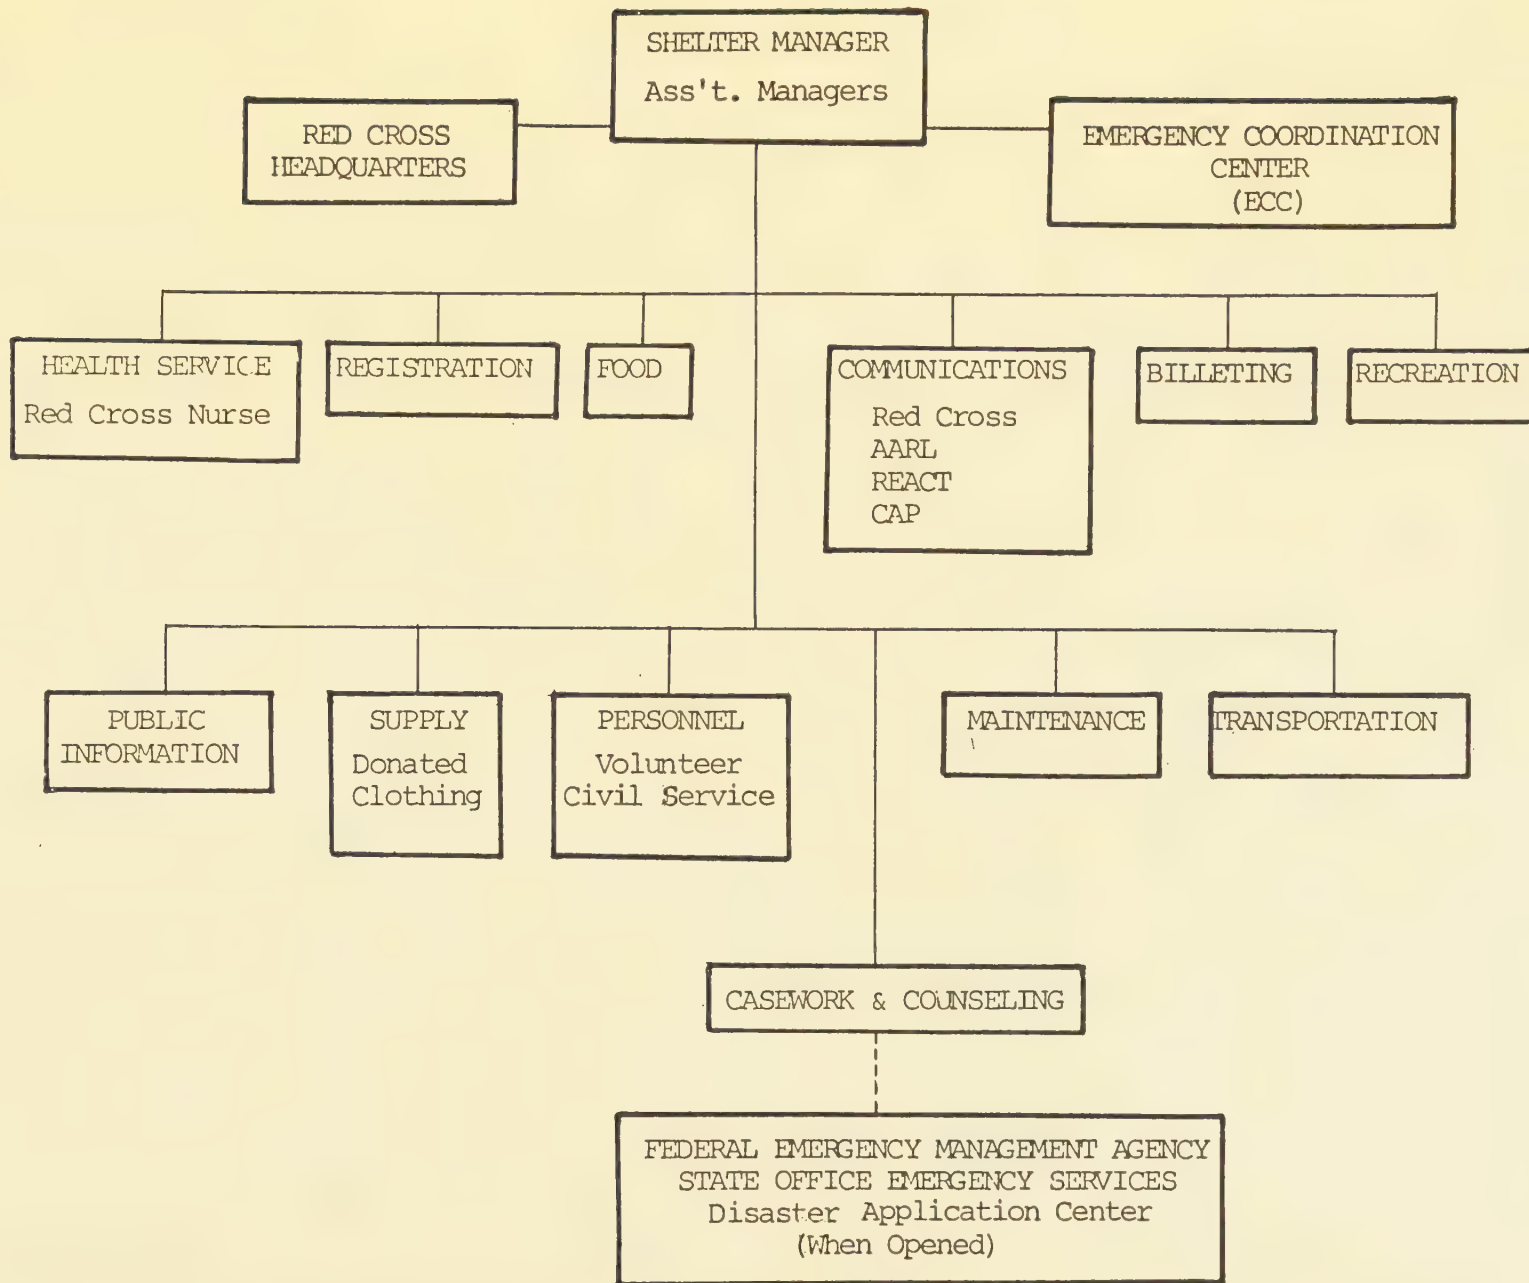 SHELTER MANAGER
Ass't. Managers
RED CROSS
HEADQUARTERS
EMERGENCY COORDINATION
CENTER
(ECC)
HEALTH SERVICE
Red Cross Nurse
REGISTRATION
FOOD
COMMUNICATIONS
Red Cross
AARL
REACT
CAP
BILLETING
RECREATION
PUBLIC
INFORMATION
SUPPLY
Donated
Clothing
PERSONNEL
Volunteer
Civil Service
MAINTENANCE
TRANSPORTATION
CASEWORK & COUNSELING
FEDERAL EMERGENCY MANAGEMENT AGENCY
STATE OFFICE EMERGENCY SERVICES
Disaster Application Center
(When Opened)